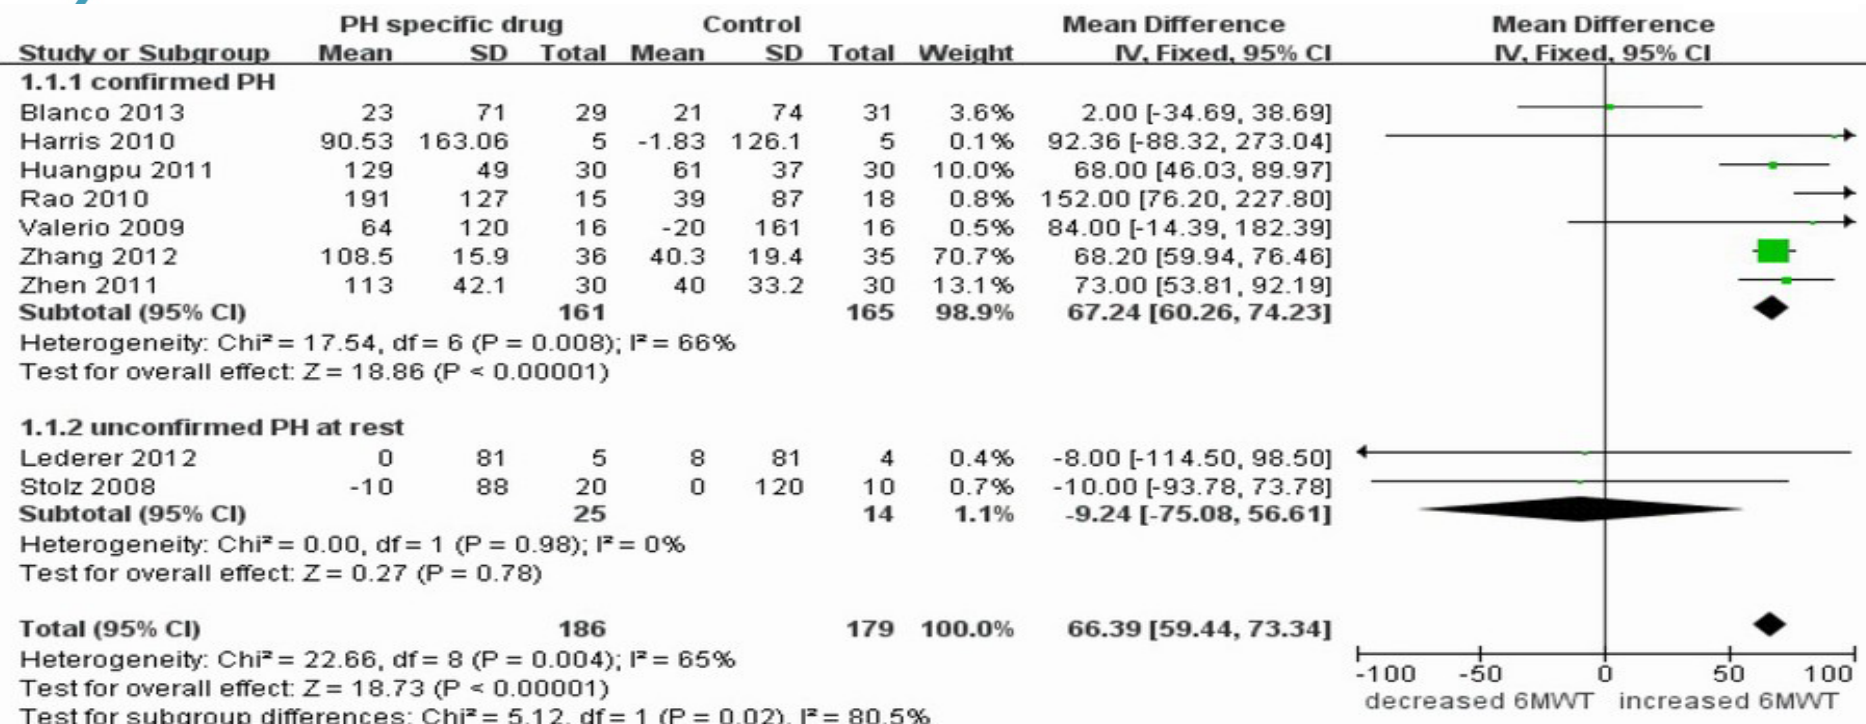 PH specific drug Control Mean Difference Mean Difference
Study or Subgroup Mean SD Total Mean SD Total Weight IV, Fixed, 95% CI IV, Fixed, 95% CI
1.1.1 confirmed PH
Blanco 2013 23 71 29 21 74 31 3.6% 2.00 [-34.69, 38.69]
Harris 2010 90.53 163.06 5 -1.83 126.1 5 0.1% 92.36 [-88.32, 273.04]
Huangpu 2011 129 49 30 61 37 30 10.0% 68.00 [46.03, 89.97]
Rao 2010 191 127 15 39 87 18 0.8% 152.00 [76.20, 227.80]
Valerio 2009 64 120 16 -20 161 16 0.5% 84.00 [-14.39, 182.39]
Zhang 2012 108.5 15.9 36 40.3 19.4 35 70.7% 68.20 [59.94, 76.46]
Zhen 2011 113 42.1 30 40 33.2 30 13.1% 73.00 [53.81, 92.19]
Subtotal (95% CI) 161 165 98.9% 67.24 [60.26, 74.23]
Heterogeneity: Chi² = 17.54, df = 6 (P = 0.008); I² = 66%
Test for overall effect: Z = 18.86 (P < 0.00001)
1.1.2 unconfirmed PH at rest
Lederer 2012 0 81 5 8 81 4 0.4% -8.00 [-114.50, 98.50]
Stolz 2008 -10 88 20 0 120 10 0.7% -10.00 [-93.78, 73.78]
Subtotal (95% CI) 25 14 1.1% -9.24 [-75.08, 56.61]
Heterogeneity: Chi² = 0.00, df = 1 (P = 0.98); I² = 0%
Test for overall effect: Z = 0.27 (P = 0.78)
Total (95% CI) 186 179 100.0% 66.39 [59.44, 73.34]
Heterogeneity: Chi² = 22.66, df = 8 (P = 0.004); I² = 65%
Test for overall effect: Z = 18.73 (P < 0.00001)
Test for subgroup differences: Chi² = 5.12, df = 1 (P = 0.02), I² = 80.5%
-100 -50 0 50 100
decreased 6MWT increased 6MWT